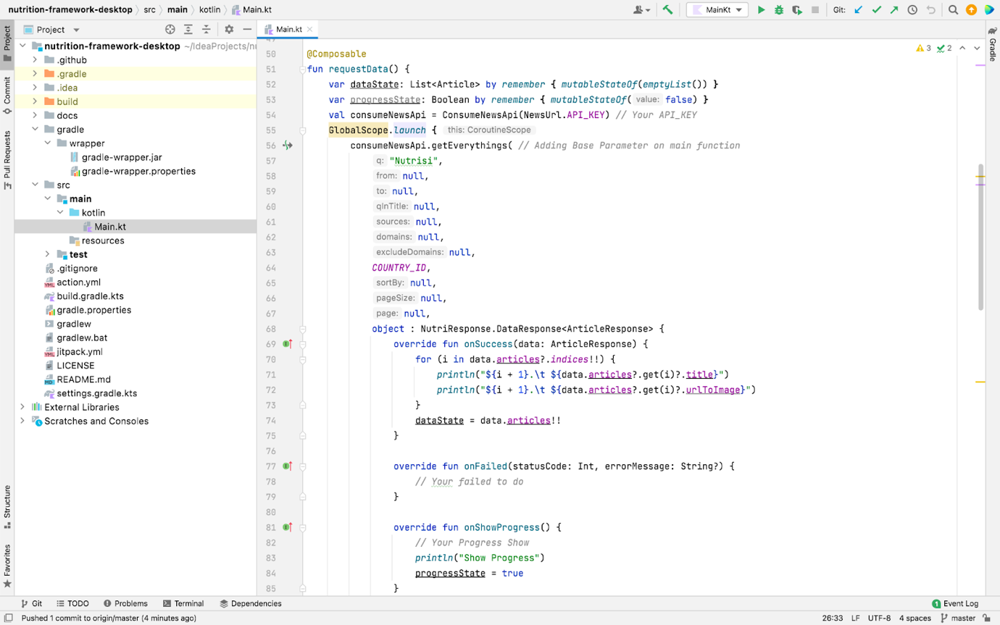 nutrition-framework-desktop src main kotlin Main.kt MainKt Git:
Project Main.kt
Project
Commit
Pull Requests
Structure
Favorites
nutrition-framework-desktop ~/IdeaProjects/nu
.github
.gradle
.idea
build
docs
gradle
wrapper
gradle-wrapper.jar
gradle-wrapper.properties
src
main
kotlin
Main.kt
resources
test
.gitignore
action.yml
build.gradle.kts
gradle.properties
gradlew
gradlew.bat
jitpack.yml
LICENSE
README.md
settings.gradle.kts
External Libraries
Scratches and Consoles
3 2
Gradle
49
50 @Composable
51 fun requestData() {
52 var dataState: List<Article> by remember { mutableStateOf(emptyList()) }
53 var progressState: Boolean by remember { mutableStateOf( value: false) }
54 val consumeNewsApi = ConsumeNewsApi(NewsUrl.API_KEY) // Your API_KEY
55 GlobalScope.launch { this: CoroutineScope
56 consumeNewsApi.getEverythings( // Adding Base Parameter on main function
57 q: "Nutrisi",
58 from: null,
59 to: null,
60 qInTitle: null,
61 sources: null,
62 domains: null,
63 excludeDomains: null,
64 COUNTRY_ID,
65 sortBy: null,
66 pageSize: null,
67 page: null,
68 object : NutriResponse.DataResponse<ArticleResponse> {
69 override fun onSuccess(data: ArticleResponse) {
70 for (i in data.articles?.indices!!) {
71 println("${i + 1}.\t ${data.articles?.get(i)?.title}")
72 println("${i + 1}.\t ${data.articles?.get(i)?.urlToImage}")
73 }
74 dataState = data.articles!!
75 }
76
77 override fun onFailed(statusCode: Int, errorMessage: String?) {
78 // Your failed to do
79 }
80
81 override fun onShowProgress() {
82 // Your Progress Show
83 println("Show Progress")
84 progressState = true
85 }
Git TODO Problems Terminal Dependencies 1 Event Log
Pushed 1 commit to origin/master (4 minutes ago) 26:33 LF UTF-8 4 spaces master